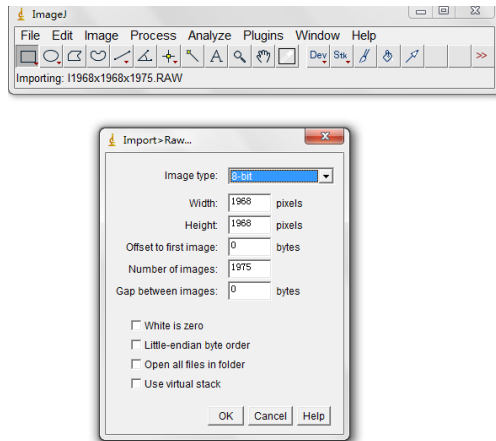 ImageJ
File Edit Image Process Analyze Plugins Window Help
A Dev Stk >>
Importing: I1968x1968x1975.RAW
Import>Raw...
Image type: 8-bit
Width: 1968 pixels
Height: 1968 pixels
Offset to first image: 0 bytes
Number of images: 1975
Gap between images: 0 bytes
White is zero
Little-endian byte order
Open all files in folder
Use virtual stack
OK Cancel Help